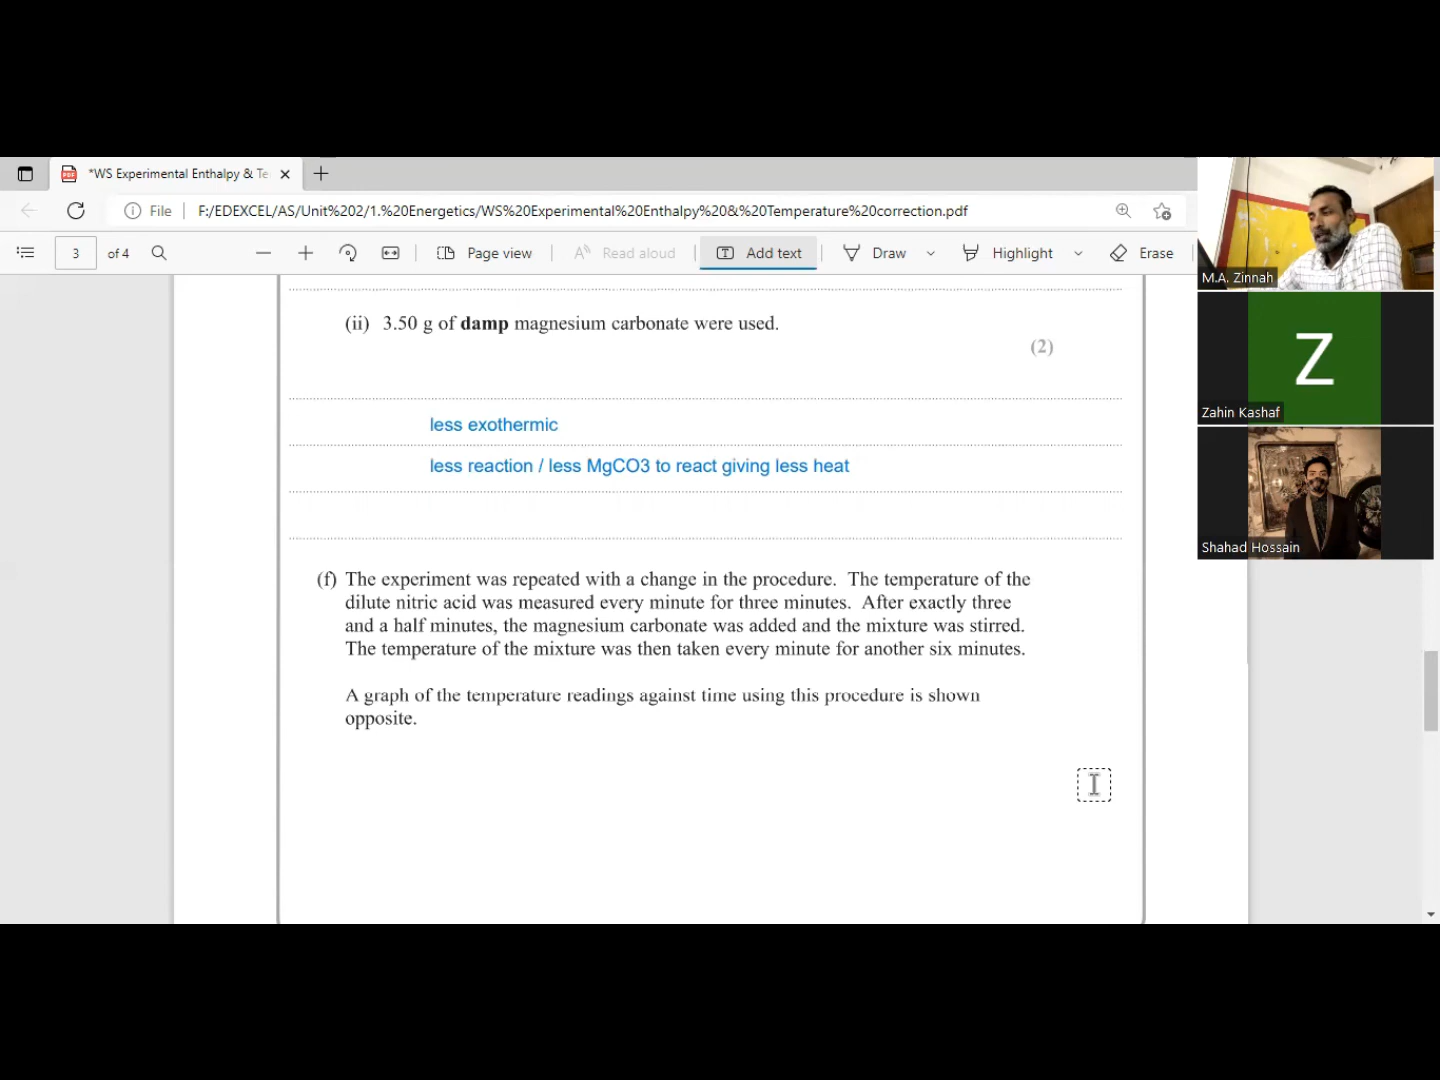 *WS Experimental Enthalpy & Te
File
F:/EDEXCEL/AS/Unit%202/1.%20Energetics/WS%20Experimental%20Enthalpy%20&%20Temperature%20correction.pdf
3 of 4
Page view
Read aloud
Add text
Draw
Highlight
Erase
M.A. Zinnah
(ii) 3.50 g of damp magnesium carbonate were used.
(2)
Z
Zahin Kashaf
less exothermic
less reaction / less MgCO3 to react giving less heat
Shahad Hossain
(f) The experiment was repeated with a change in the procedure. The temperature of the
dilute nitric acid was measured every minute for three minutes. After exactly three
and a half minutes, the magnesium carbonate was added and the mixture was stirred.
The temperature of the mixture was then taken every minute for another six minutes.
A graph of the temperature readings against time using this procedure is shown
opposite.